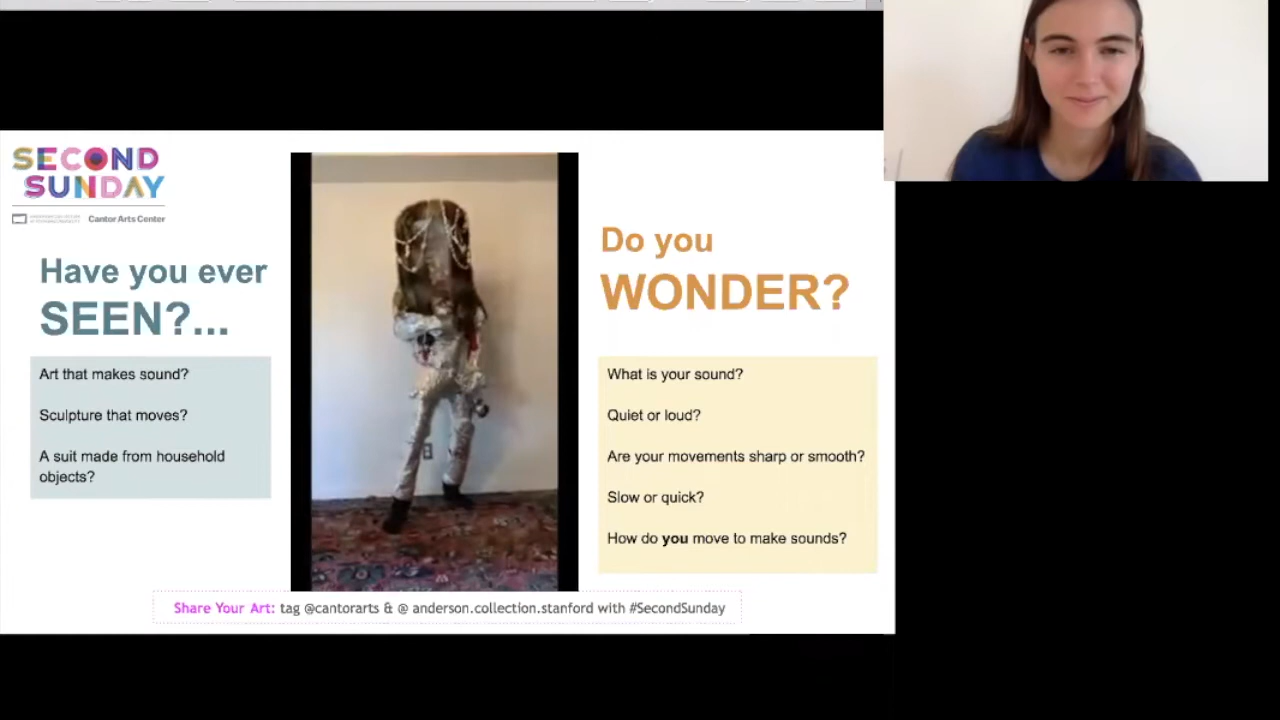 SECOND
SUNDAY
Cantor Arts Center
Have you ever
SEEN?...
Art that makes sound?
Sculpture that moves?
A suit made from household
objects?
Do you
WONDER?
What is your sound?
Quiet or loud?
Are your movements sharp or smooth?
Slow or quick?
How do you move to make sounds?
Share Your Art: tag @cantorarts & @ anderson.collection.stanford with #SecondSunday